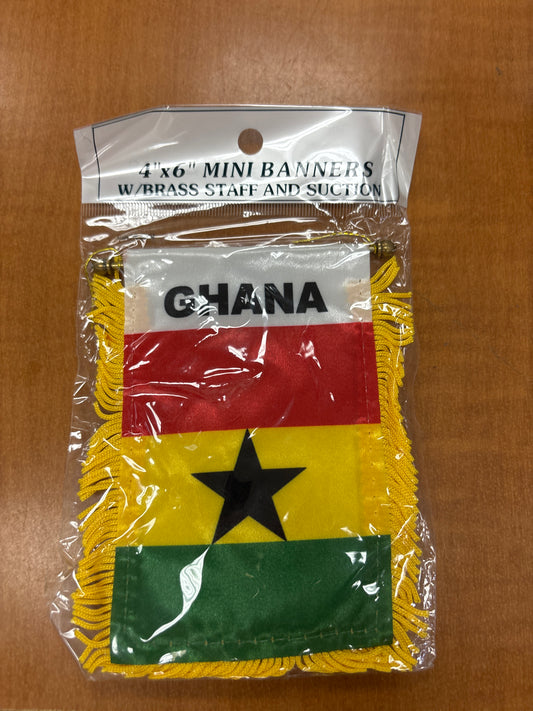 4"x6" MINI BANNERS
W/BRASS STAFF AND SUCTION
GHANA